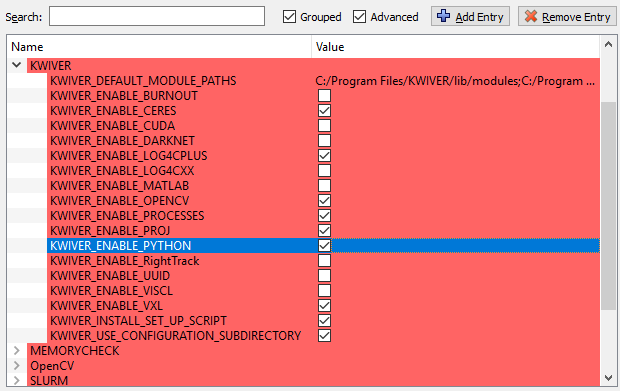 Search: Grouped Advanced Add Entry Remove Entry
Name Value
KWIVER
KWIVER_DEFAULT_MODULE_PATHS C:/Program Files/KWIVER/lib/modules;C:/Program ...
KWIVER_ENABLE_BURNOUT
KWIVER_ENABLE_CERES
KWIVER_ENABLE_CUDA
KWIVER_ENABLE_DARKNET
KWIVER_ENABLE_LOG4CPLUS
KWIVER_ENABLE_LOG4CXX
KWIVER_ENABLE_MATLAB
KWIVER_ENABLE_OPENCV
KWIVER_ENABLE_PROCESSES
KWIVER_ENABLE_PROJ
KWIVER_ENABLE_PYTHON
KWIVER_ENABLE_RightTrack
KWIVER_ENABLE_UUID
KWIVER_ENABLE_VISCL
KWIVER_ENABLE_VXL
KWIVER_INSTALL_SET_UP_SCRIPT
KWIVER_USE_CONFIGURATION_SUBDIRECTORY
MEMORYCHECK
OpenCV
SLURM